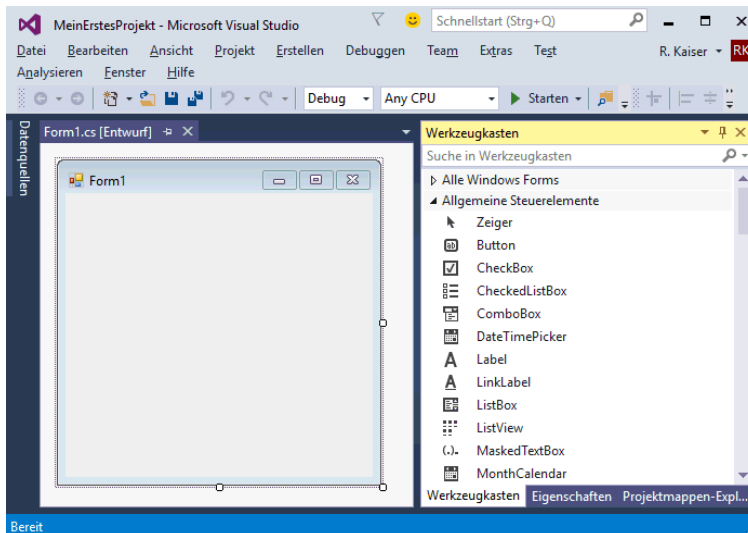 MeinErstesProjekt - Microsoft Visual Studio
Schnellstart (Strg+Q)
Datei Bearbeiten Ansicht Projekt Erstellen Debuggen Team Extras Test R. Kaiser RK
Analysieren Fenster Hilfe
Debug Any CPU Starten
Datenquellen
Form1.cs [Entwurf]
Form1
Werkzeugkasten
Suche in Werkzeugkasten
Alle Windows Forms
Allgemeine Steuerelemente
Zeiger
Button
CheckBox
CheckedListBox
ComboBox
DateTimePicker
Label
LinkLabel
ListBox
ListView
MaskedTextBox
MonthCalendar
Werkzeugkasten Eigenschaften Projektmappen-Expl...
Bereit